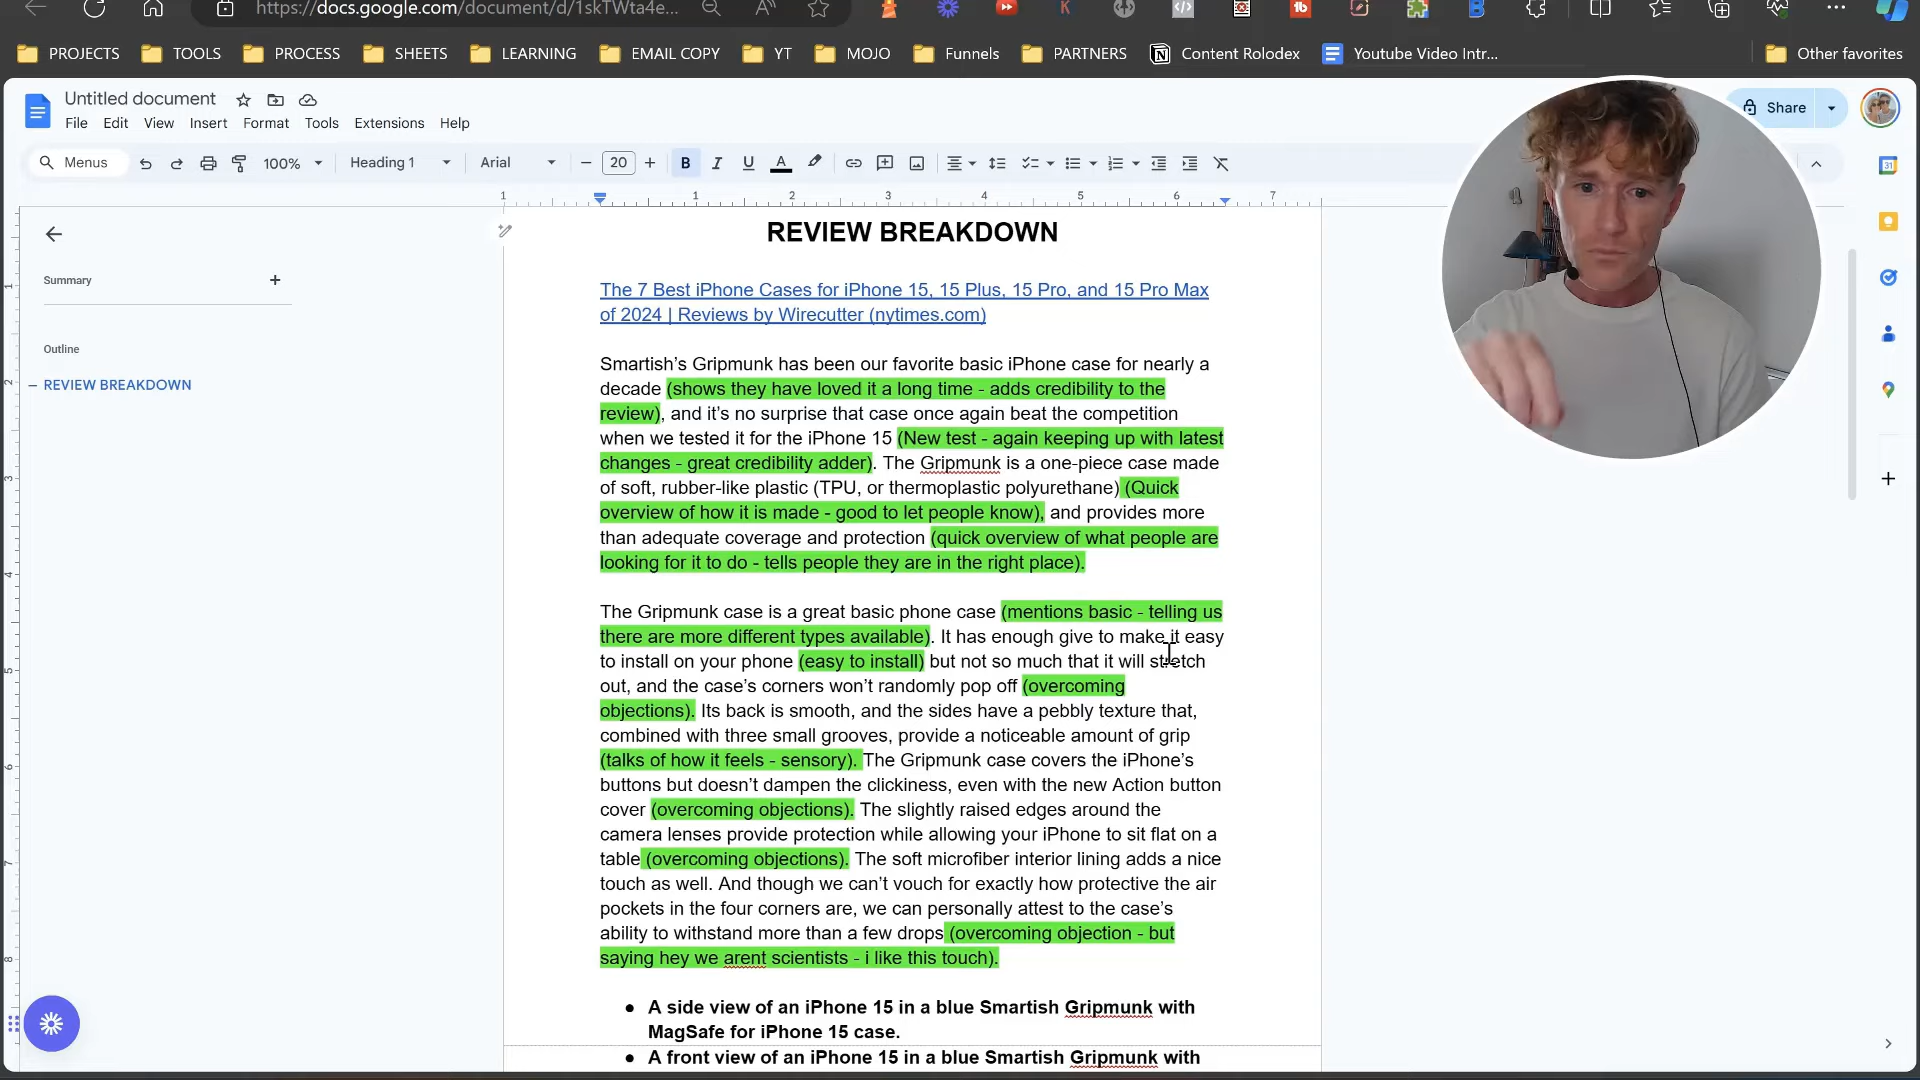 https://docs.google.com/document/d/1skTWta4e...
PROJECTS TOOLS PROCESS SHEETS LEARNING EMAIL COPY YT MOJO Funnels PARTNERS Content Rolodex Youtube Video Intr... Other favorites
Untitled document
Share
File Edit View Insert Format Tools Extensions Help
Menus 100% Heading 1 Arial 20 B I U A
1 1 2 3 4 5 6 7
REVIEW BREAKDOWN
Summary
Outline
REVIEW BREAKDOWN
The 7 Best iPhone Cases for iPhone 15, 15 Plus, 15 Pro, and 15 Pro Max
of 2024 | Reviews by Wirecutter (nytimes.com)
Smartish’s Gripmunk has been our favorite basic iPhone case for nearly a
decade (shows they have loved it a long time - adds credibility to the
review), and it’s no surprise that case once again beat the competition
when we tested it for the iPhone 15 (New test - again keeping up with latest
changes - great credibility adder). The Gripmunk is a one-piece case made
of soft, rubber-like plastic (TPU, or thermoplastic polyurethane) (Quick
overview of how it is made - good to let people know), and provides more
than adequate coverage and protection (quick overview of what people are
looking for it to do - tells people they are in the right place).
The Gripmunk case is a great basic phone case (mentions basic - telling us
there are more different types available). It has enough give to make it easy
to install on your phone (easy to install) but not so much that it will stretch
out, and the case’s corners won’t randomly pop off (overcoming
objections). Its back is smooth, and the sides have a pebbly texture that,
combined with three small grooves, provide a noticeable amount of grip
(talks of how it feels - sensory). The Gripmunk case covers the iPhone’s
buttons but doesn’t dampen the clickiness, even with the new Action button
cover (overcoming objections). The slightly raised edges around the
camera lenses provide protection while allowing your iPhone to sit flat on a
table (overcoming objections). The soft microfiber interior lining adds a nice
touch as well. And though we can’t vouch for exactly how protective the air
pockets in the four corners are, we can personally attest to the case’s
ability to withstand more than a few drops (overcoming objection - but
saying hey we arent scientists - i like this touch).
● A side view of an iPhone 15 in a blue Smartish Gripmunk with
MagSafe for iPhone 15 case.
● A front view of an iPhone 15 in a blue Smartish Gripmunk with